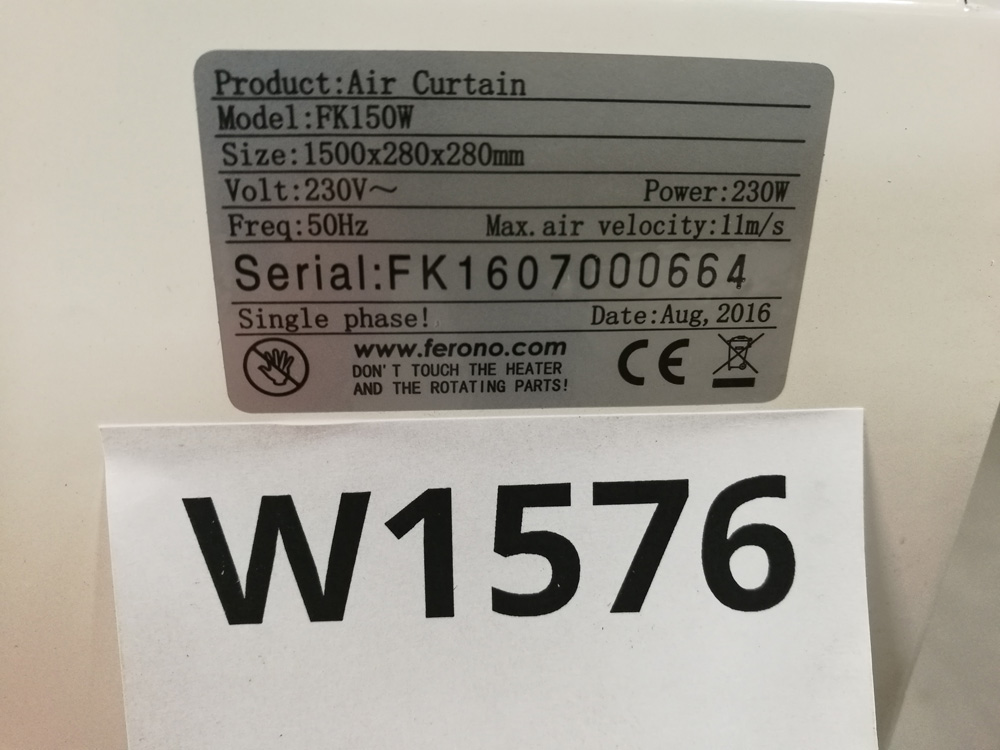 Product:Air Curtain
Model:FK150W
Size:1500x280x280mm
Volt:230V～ Power:230W
Freq:50Hz Max.air velocity:11m/s
Serial:FK1607000664
Single phase! Date:Aug,2016
www.ferono.com
DON'T TOUCH THE HEATER
AND THE ROTATING PARTS!
CE
W1576